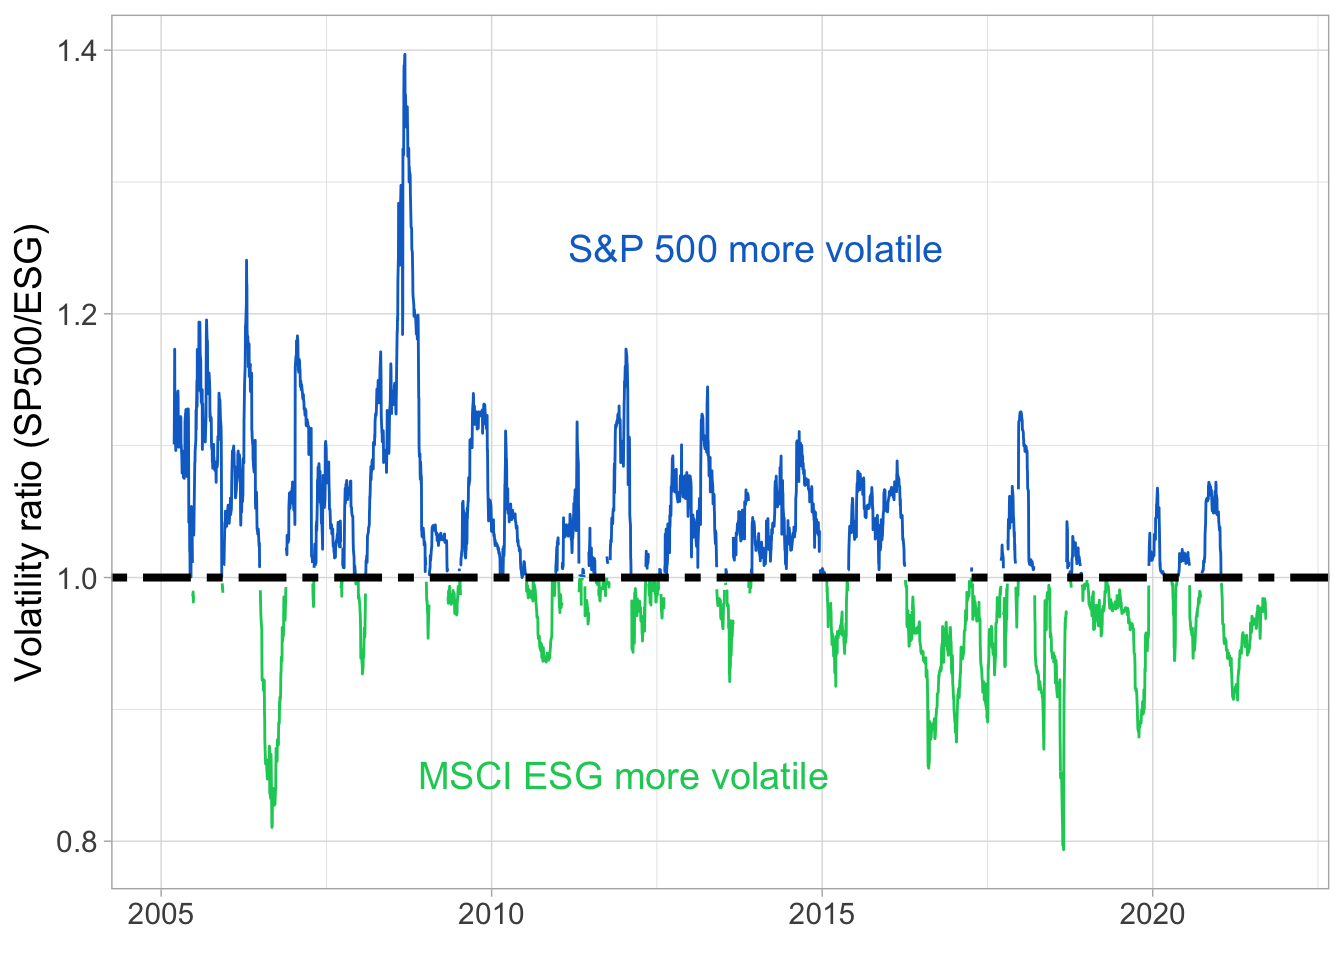 1.4
S&P 500 more volatile
1.2
Volatility ratio (SP500/ESG)
1.0
MSCI ESG more volatile
0.8
2005 2010 2015 2020